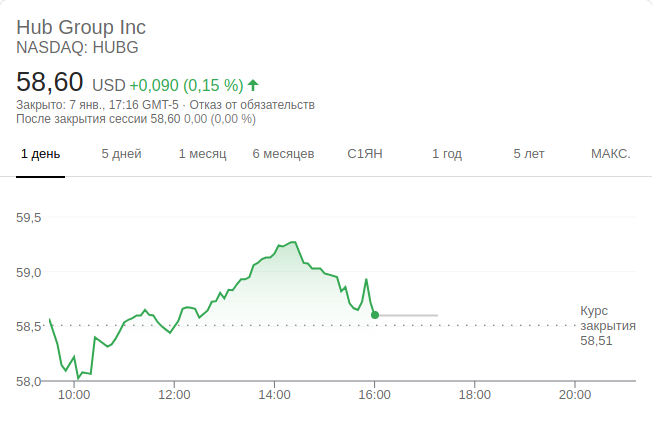 Hub Group Inc
NASDAQ: HUBG
58,60 USD +0,090 (0,15 %)
Закрыто: 7 янв., 17:16 GMT-5 · Отказ от обязательств
После закрытия сессии 58,60 0,00 (0,00 %)
1 день 5 дней 1 месяц 6 месяцев С1ЯН 1 год 5 лет МАКС.
59,5
59,0
58,5
58,0
Курс
закрытия
58,51
10:00 12:00 14:00 16:00 18:00 20:00